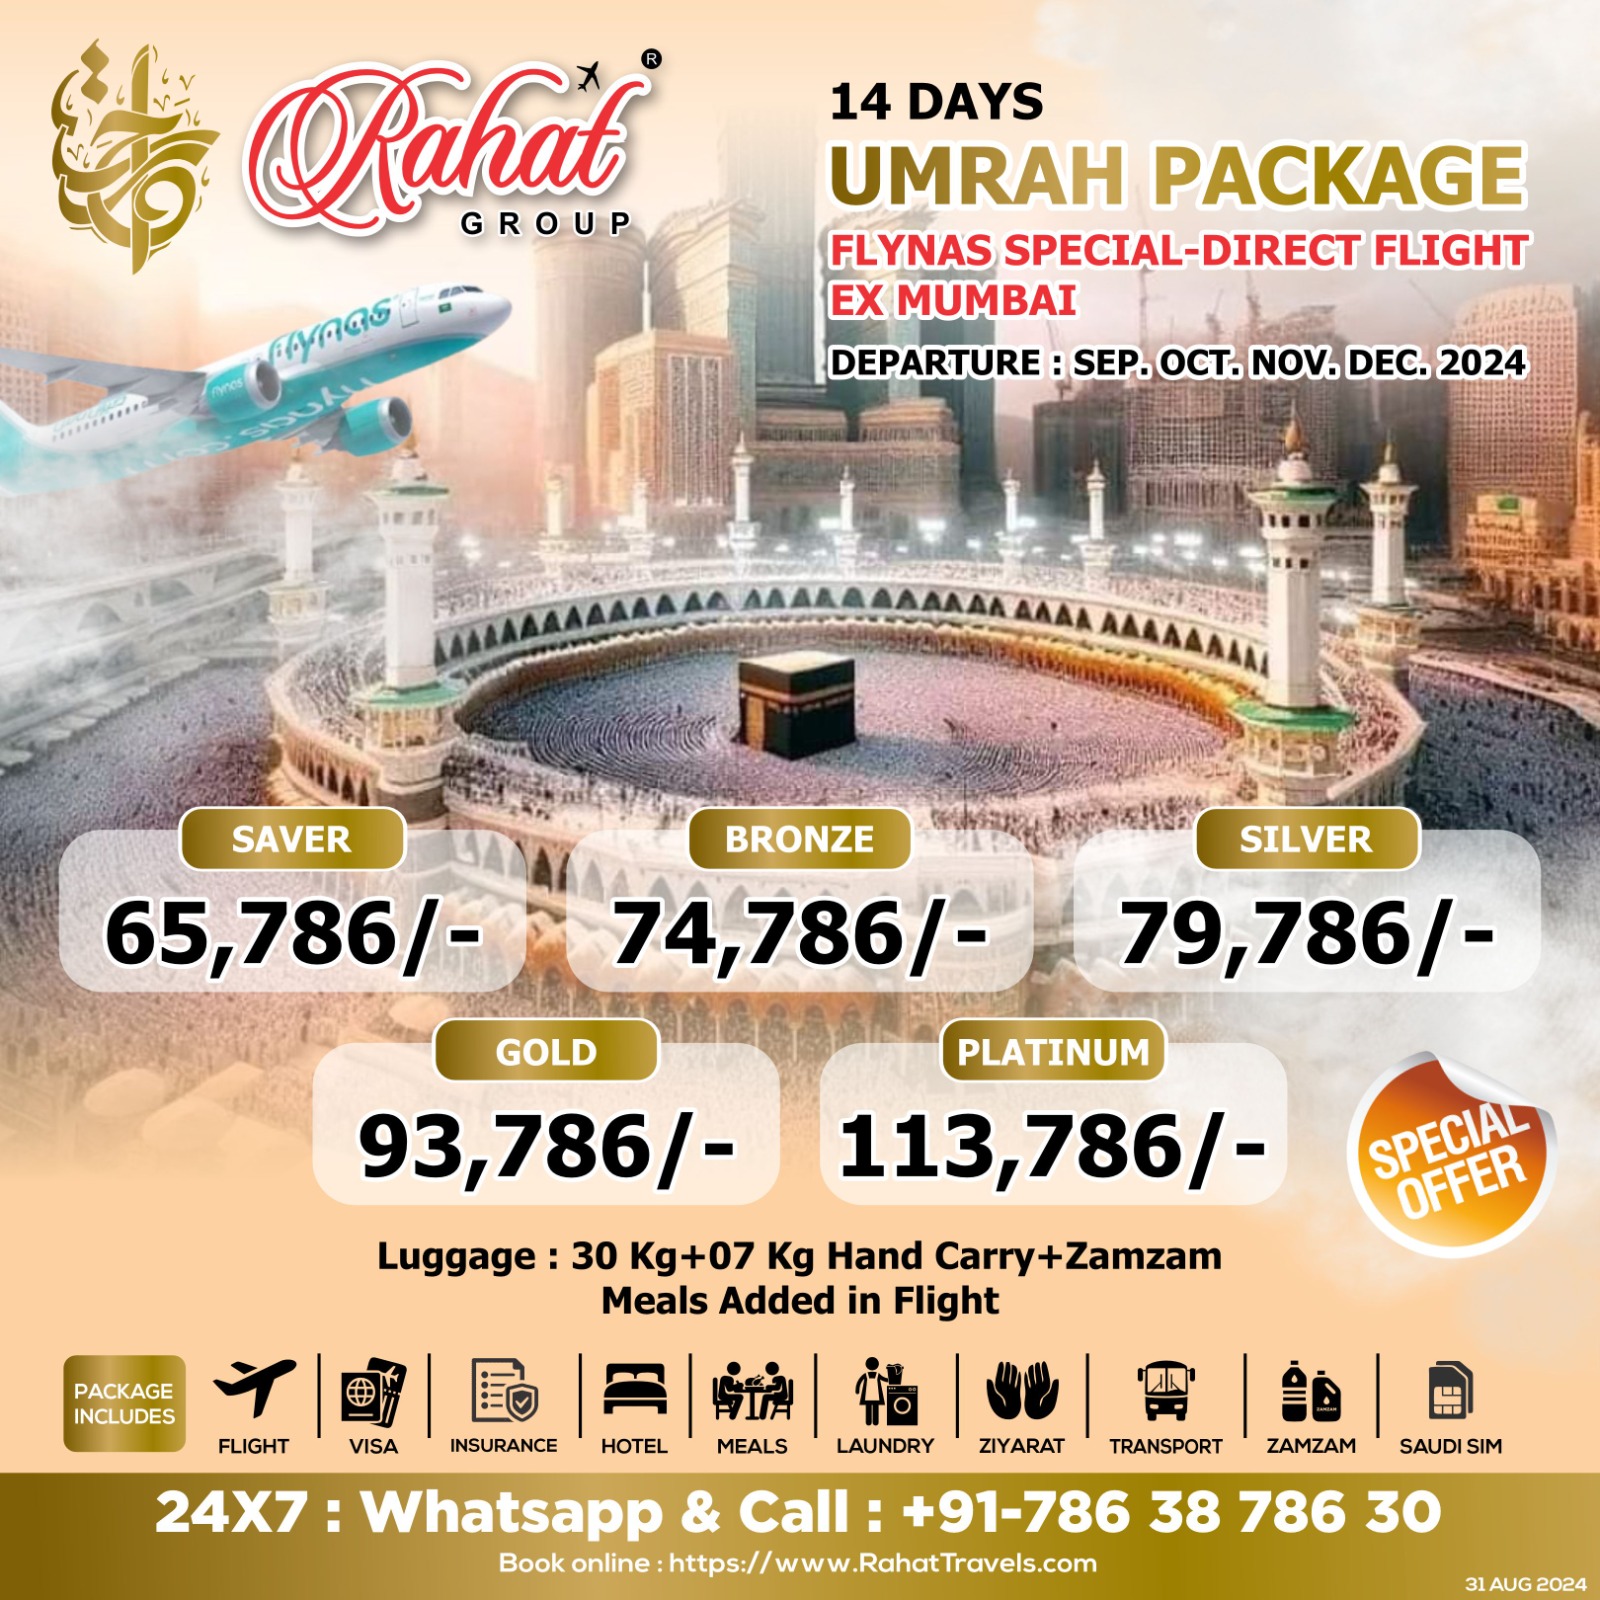 Rahat
®
GROUP
14 DAYS
UMRAH PACKAGE
FLYNAS SPECIAL-DIRECT FLIGHT
EX MUMBAI
DEPARTURE : SEP. OCT. NOV. DEC. 2024
flynas
flynas
SAVER
65,786/-
BRONZE
74,786/-
SILVER
79,786/-
GOLD
93,786/-
PLATINUM
113,786/-
SPECIAL
OFFER
Luggage : 30 Kg+07 Kg Hand Carry+Zamzam
Meals Added in Flight
PACKAGE
INCLUDES
FLIGHT
VISA
INSURANCE
HOTEL
MEALS
LAUNDRY
ZIYARAT
TRANSPORT
ZAMZAM
ZAMZAM
SAUDI SIM
24X7 : Whatsapp & Call : +91-786 38 786 30
Book online : https://www.RahatTravels.com
31 AUG 2024